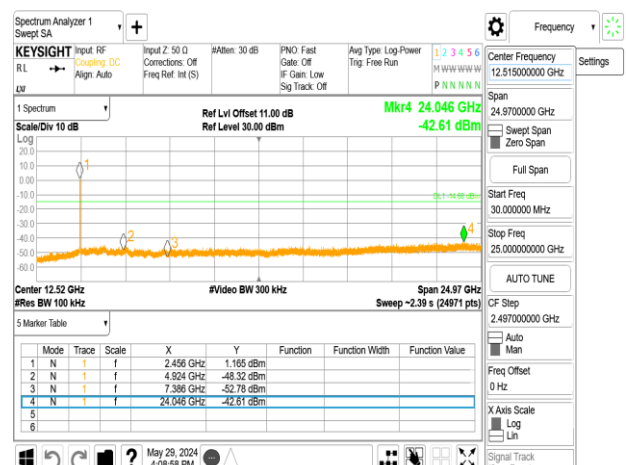 Spectrum Analyzer 1
Swept SA
Frequency
KEYSIGHT
RL
LXI
Input: RF
Coupling: DC
Align: Auto
Input Z: 50 Ω
Corrections: Off
Freq Ref: Int (S)
#Atten: 30 dB
PNO: Fast
Gate: Off
IF Gain: Low
Sig Track: Off
Avg Type: Log-Power
Trig: Free Run
1 2 3 4 5 6
M W W W W W
P N N N N N
Center Frequency
12.515000000 GHz
Settings
Span
24.9700000 GHz
Swept Span
Zero Span
Full Span
Start Freq
30.000000 MHz
Stop Freq
25.000000000 GHz
AUTO TUNE
CF Step
2.497000000 GHz
Auto
Man
Freq Offset
0 Hz
X Axis Scale
Log
Lin
Signal Track
1 Spectrum
Scale/Div 10 dB
Ref Lvl Offset 11.00 dB
Ref Level 30.00 dBm
Mkr4 24.046 GHz
-42.61 dBm
Log
20.0
10.0
0.00
-10.0
-20.0
-30.0
-40.0
-50.0
-60.0
1
2
3
4
Center 12.52 GHz
#Res BW 100 kHz
#Video BW 300 kHz
Span 24.97 GHz
Sweep ~2.39 s (24971 pts)
5 Marker Table
Mode Trace Scale X Y Function Function Width Function Value
1 N 1 f 2.456 GHz 1.165 dBm
2 N 1 f 4.924 GHz -48.32 dBm
3 N 1 f 7.386 GHz -52.78 dBm
4 N 1 f 24.046 GHz -42.61 dBm
5
6
?
May 29, 2024
4:08:58 PM